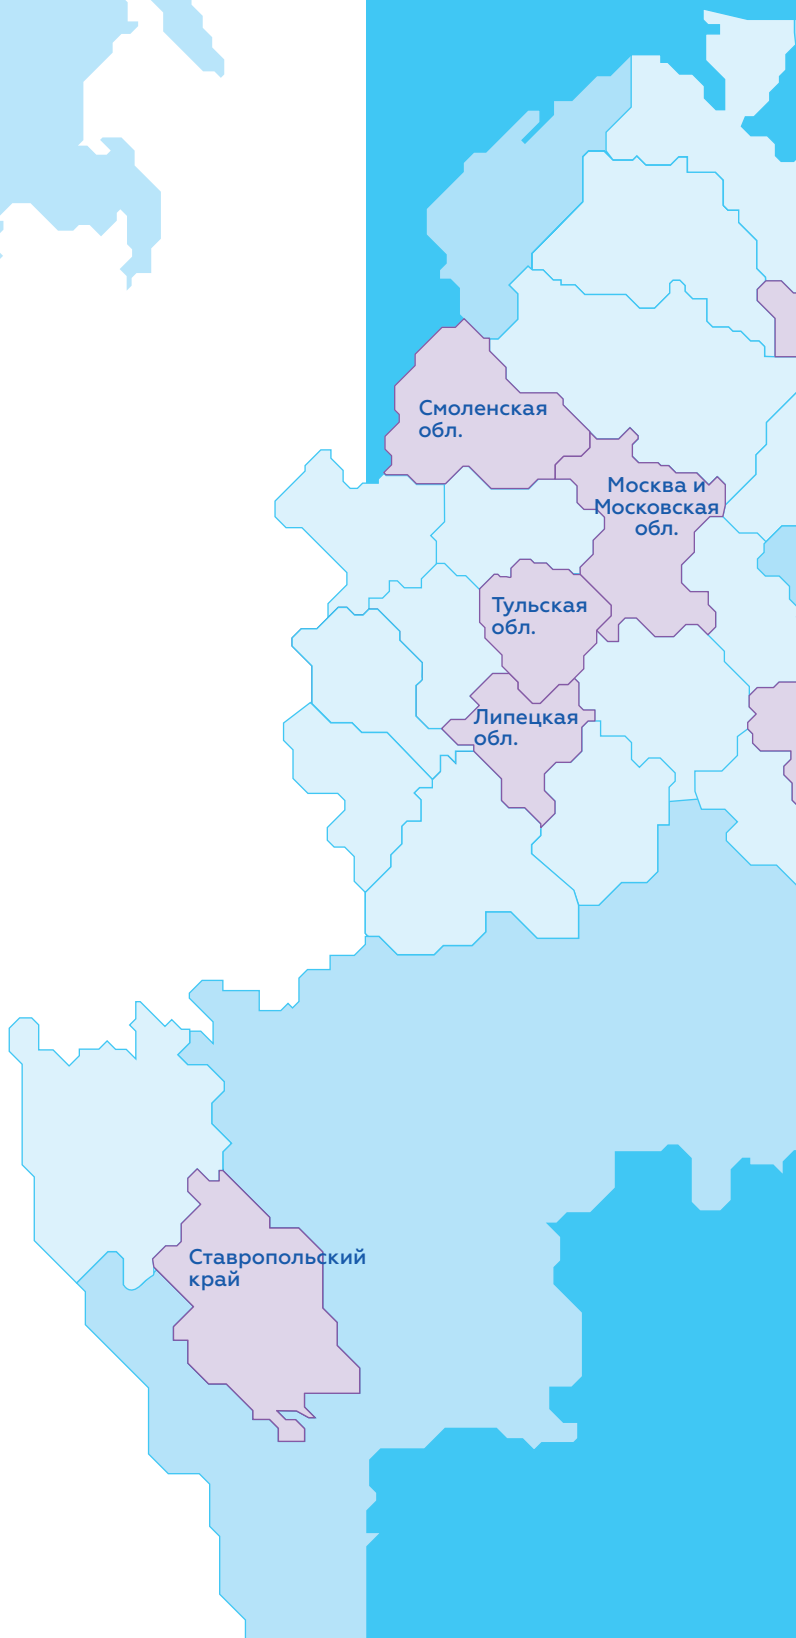 Смоленская
обл.
Москва и
Московская
обл.
Тульская
обл.
Липецкая
обл.
Ставропольский
край